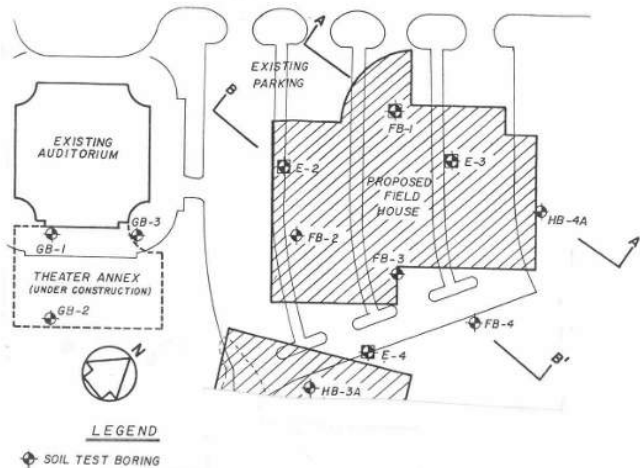 A
EXISTING
PARKING
B
FB-1
EXISTING
AUDITORIUM
E-2
E-3
PROPOSED
FIELD
HOUSE
GB-3
GB-1
FB-2
HB-4A
A
FB-3
THEATER ANNEX
(UNDER CONSTRUCTION)
GB-2
FB-4
E-4
B'
N
HB-3A
LEGEND
SOIL TEST BORING